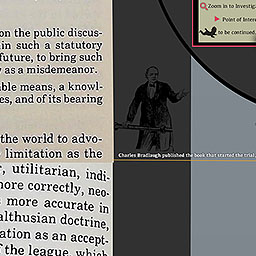 on the public discus-
in such a statutory
future, to bring such
y as a misdemeanor.
able means, a knowl-
es, and of its bearing
the world to advo-
limitation as the
, utilitarian, indi-
more correctly, neo-
more accurate in
althusian doctrine,
ation as an accept-
f the league, which
Zoom in to Investig
Point of Intere
to be continued
Charles Bradlaugh published the book that started the trial,